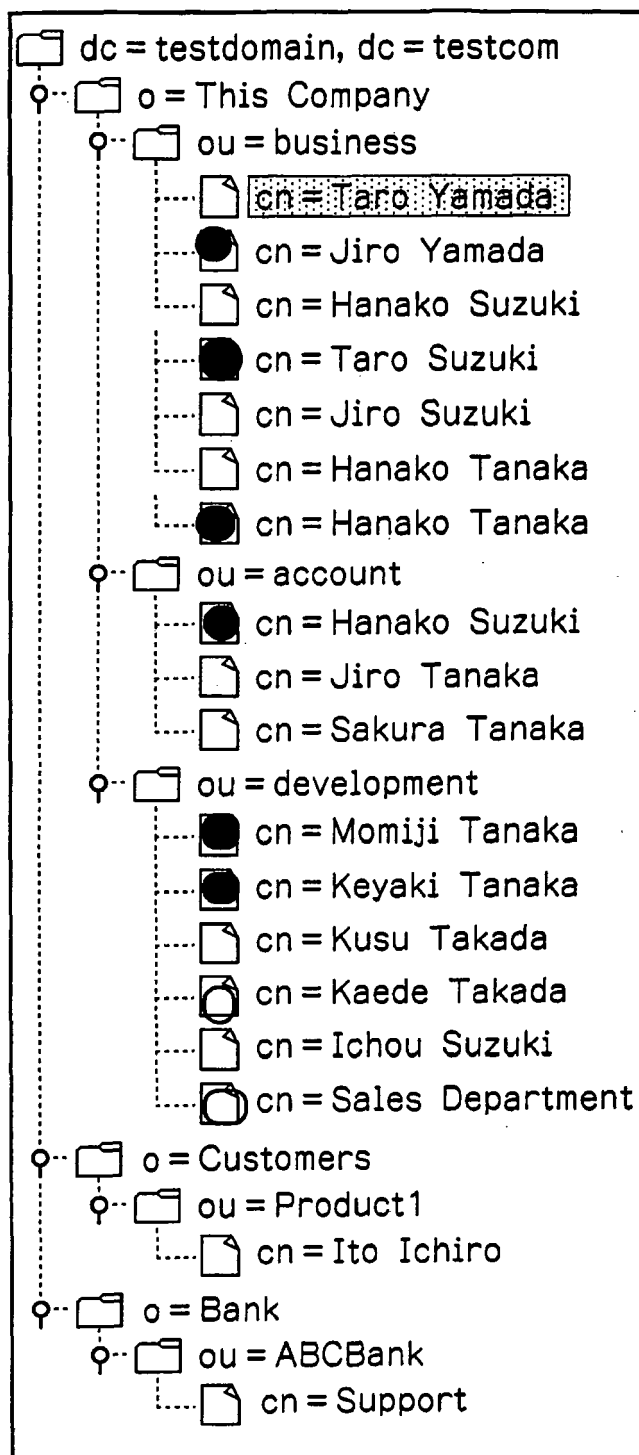 dc=testdomain, dc=testcom
o=This Company
ou=business
cn=Taro Yamada
cn=Jiro Yamada
cn=Hanako Suzuki
cn=Taro Suzuki
cn=Jiro Suzuki
cn=Hanako Tanaka
cn=Hanako Tanaka
ou=account
cn=Hanako Suzuki
cn=Jiro Tanaka
cn=Sakura Tanaka
ou=development
cn=Momiji Tanaka
cn=Keyaki Tanaka
cn=Kusu Takada
cn=Kaede Takada
cn=Ichou Suzuki
cn=Sales Department
o=Customers
ou=Product1
cn=Ito Ichiro
o=Bank
ou=ABCBank
cn=Support